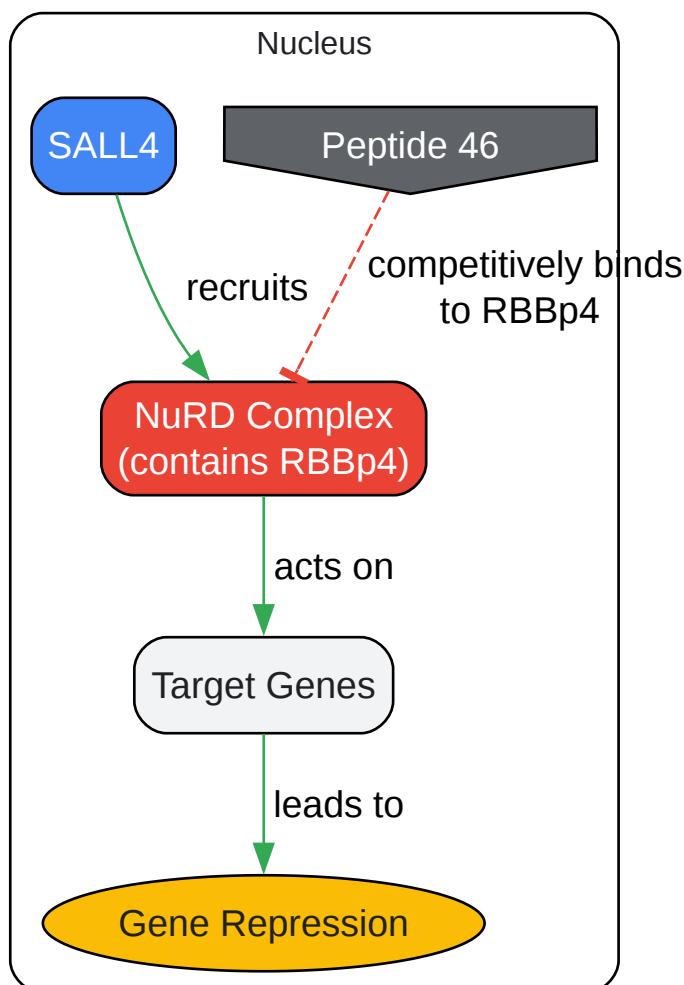 Nucleus
SALL4
Peptide 46
recruits
competitively binds
to RBBp4
NuRD Complex
(contains RBBp4)
acts on
Target Genes
leads to
Gene Repression